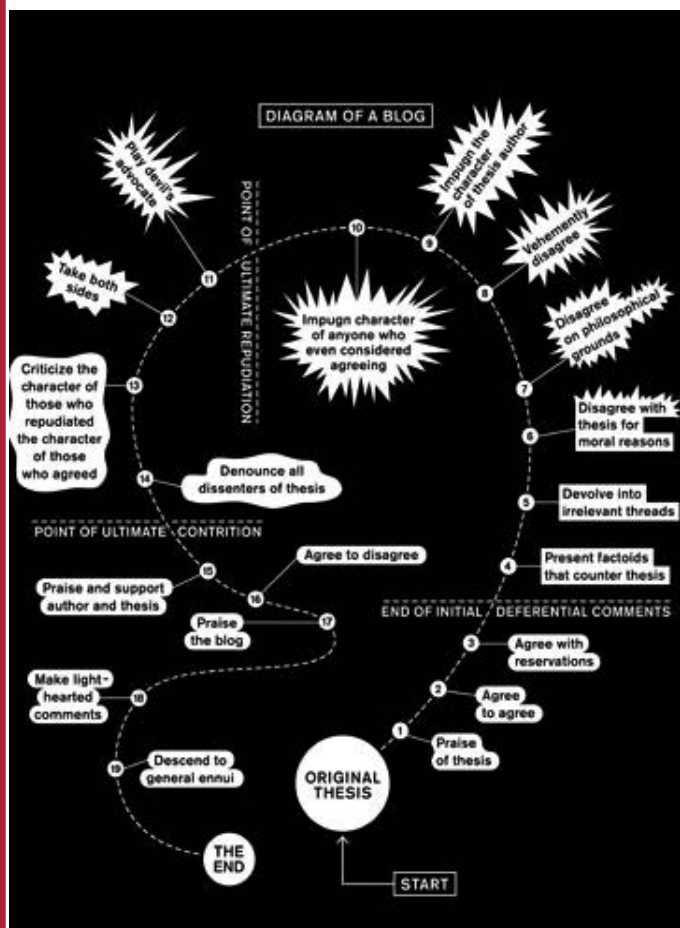 DIAGRAM OF A BLOG
START
ORIGINAL
THESIS
1
Praise
of thesis
2
Agree
to agree
3
Agree with
reservations
END OF INITIAL DEFERENTIAL COMMENTS
4
Present factoids
that counter thesis
5
Devolve into
irrelevant threads
6
Disagree with
thesis for
moral reasons
7
Disagree
on philosophical
grounds
8
Vehemently
disagree
9
Impugn the
character
of thesis author
10
Impugn character
of anyone who
even considered
agreeing
POINT OF ULTIMATE REPUDIATION
11
Play devil's
advocate
12
Take both
sides
13
Criticize the
character of
those who
repudiated
the character
of those
who agreed
14
Denounce all
dissenters of thesis
POINT OF ULTIMATE CONTRITION
15
Praise and support
author and thesis
16
Agree to disagree
17
Praise
the blog
18
Make light-
hearted
comments
19
Descend to
general ennui
THE
END